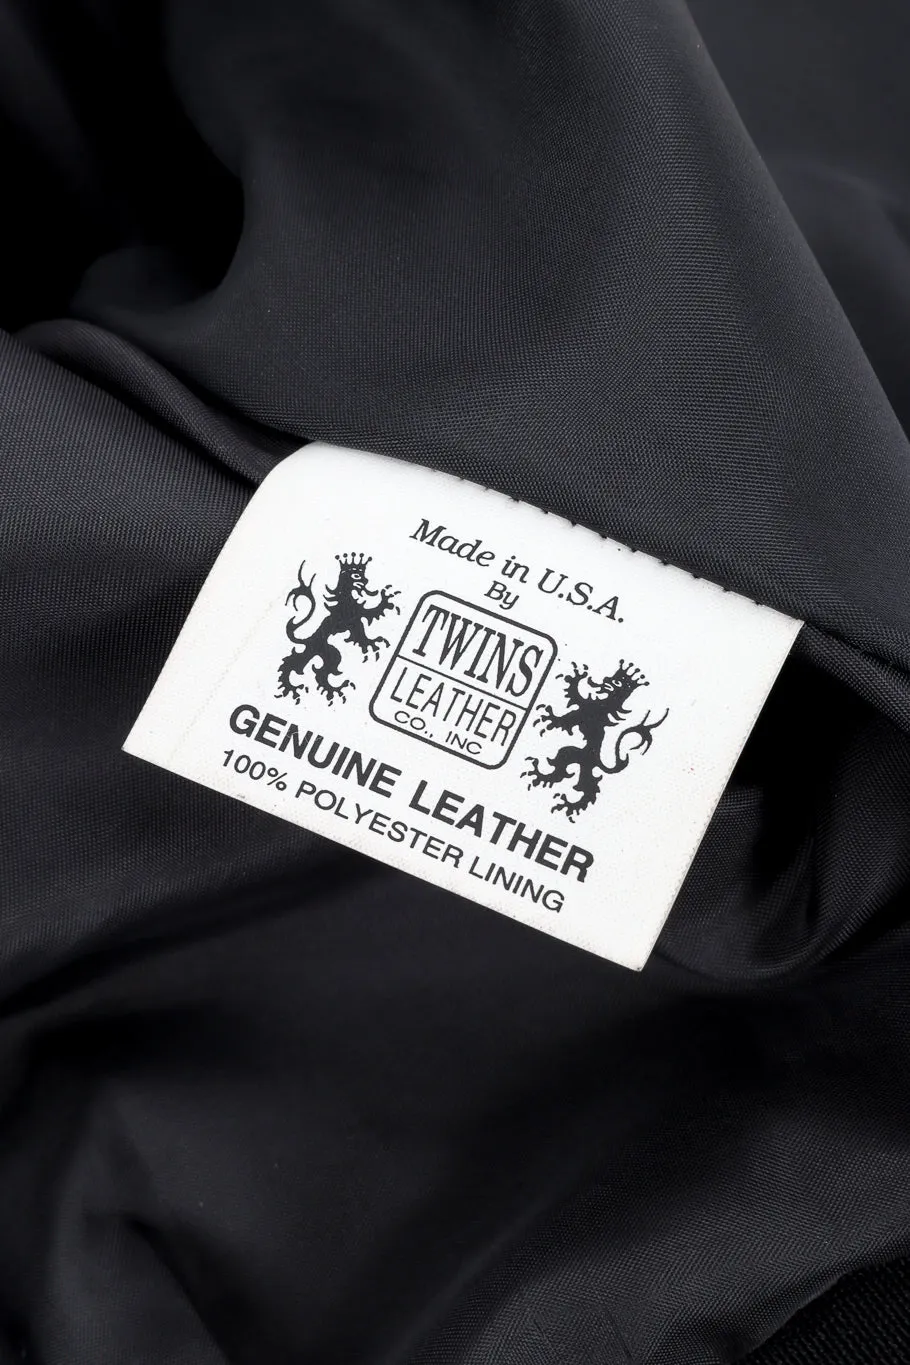 Made in U.S.A.
By
TWINS
LEATHER
CO., INC
GENUINE LEATHER
100% POLYESTER LINING